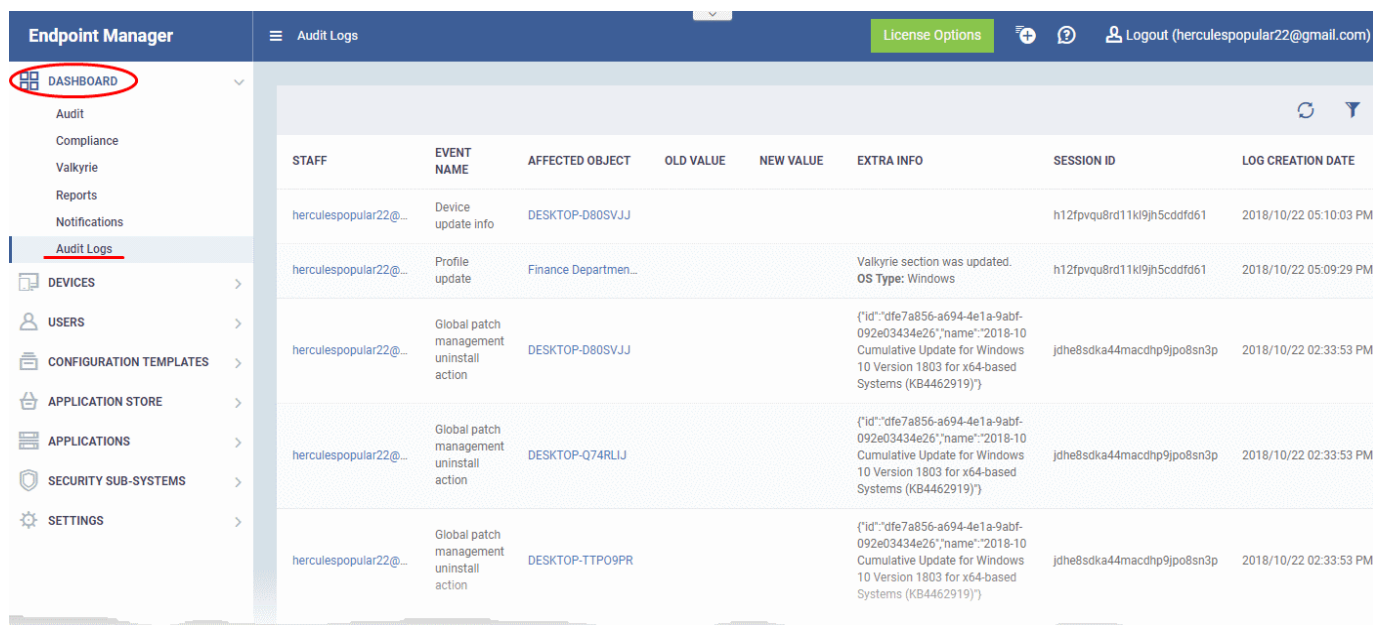 Endpoint Manager
Audit Logs
License Options
Logout (herculespopular22@gmail.com)
DASHBOARD
Audit
Compliance
Valkyrie
Reports
Notifications
Audit Logs
DEVICES
USERS
CONFIGURATION TEMPLATES
APPLICATION STORE
APPLICATIONS
SECURITY SUB-SYSTEMS
SETTINGS
STAFF
EVENT
NAME
AFFECTED OBJECT
OLD VALUE
NEW VALUE
EXTRA INFO
SESSION ID
LOG CREATION DATE
herculespopular22@...
Device
update info
DESKTOP-D80SVJJ
h12fpvqu8rd11kl9jh5cddfd61
2018/10/22 05:10:03 PM
herculespopular22@...
Profile
update
Finance Departmen...
Valkyrie section was updated.
OS Type: Windows
h12fpvqu8rd11kl9jh5cddfd61
2018/10/22 05:09:29 PM
herculespopular22@...
Global patch
management
uninstall
action
DESKTOP-D80SVJJ
{"id":"dfe7a856-a694-4e1a-9abf-
092e03434e26","name":"2018-10
Cumulative Update for Windows
10 Version 1803 for x64-based
Systems (KB4462919)"}
jdhe8sdka44macdhp9jpo8sn3p
2018/10/22 02:33:53 PM
herculespopular22@...
Global patch
management
uninstall
action
DESKTOP-Q74RLIJ
{"id":"dfe7a856-a694-4e1a-9abf-
092e03434e26","name":"2018-10
Cumulative Update for Windows
10 Version 1803 for x64-based
Systems (KB4462919)"}
jdhe8sdka44macdhp9jpo8sn3p
2018/10/22 02:33:53 PM
herculespopular22@...
Global patch
management
uninstall
action
DESKTOP-TTPO9PR
{"id":"dfe7a856-a694-4e1a-9abf-
092e03434e26","name":"2018-10
Cumulative Update for Windows
10 Version 1803 for x64-based
Systems (KB4462919)"}
jdhe8sdka44macdhp9jpo8sn3p
2018/10/22 02:33:53 PM